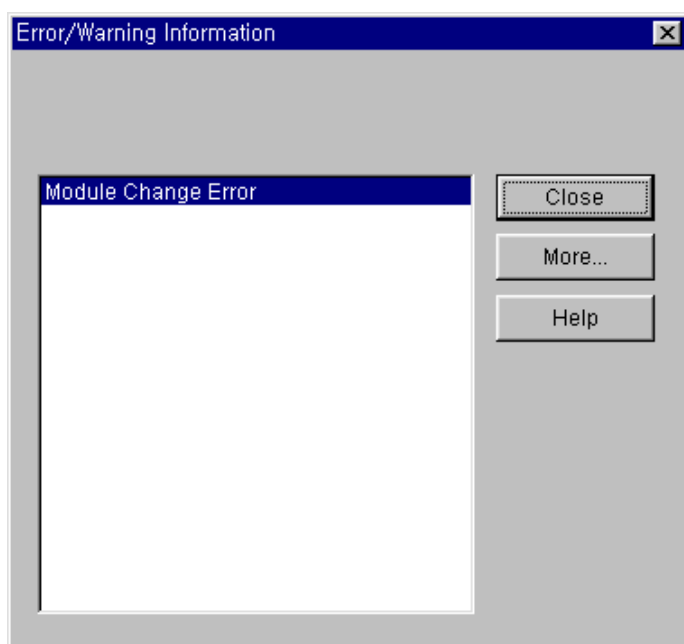 Error/Warning Information
Module Change Error
Close
More...
Help